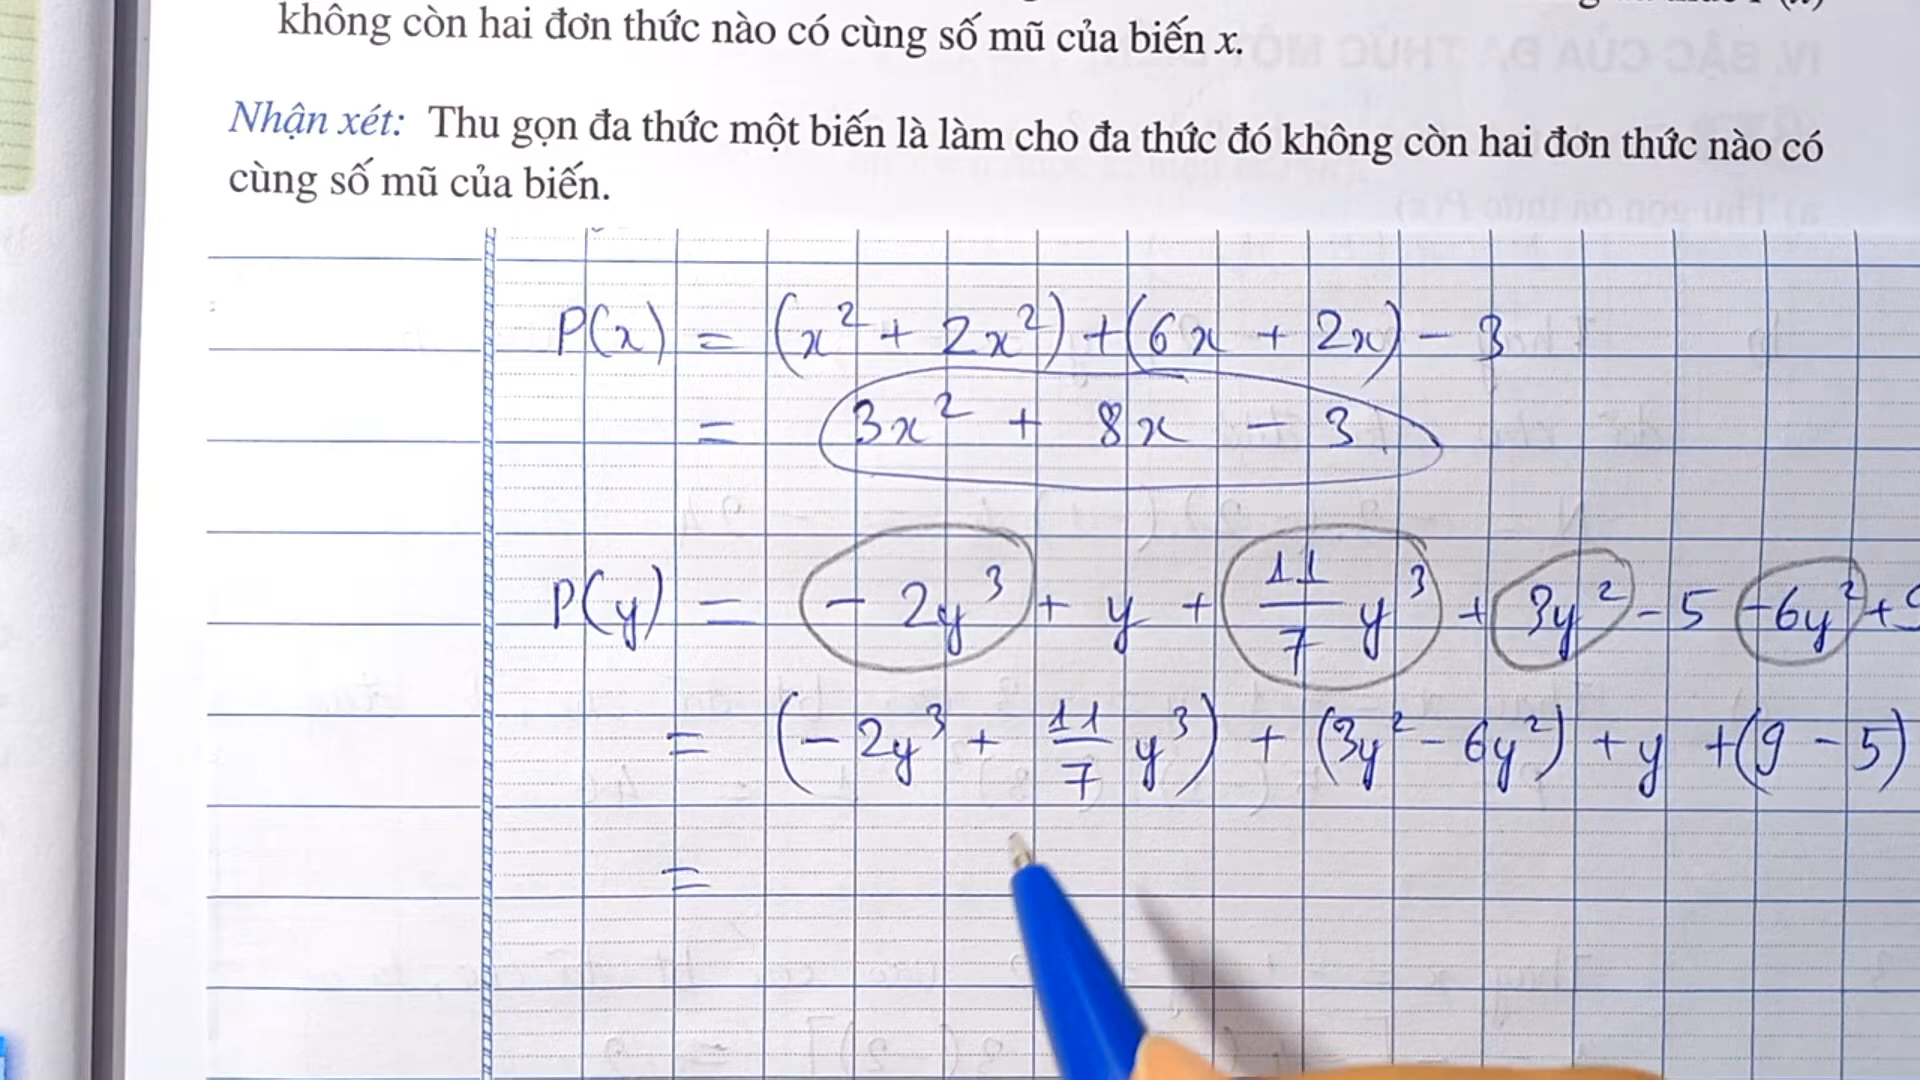 không còn hai đơn thức nào có cùng số mũ của biến x.
Nhận xét: Thu gọn đa thức một biến là làm cho đa thức đó không còn hai đơn thức nào có
cùng số mũ của biến.
P(x) = (x² + 2x²) + (6x + 2x) - 3
= 3x² + 8x - 3
P(y) = - 2y³ + y + 11/7 y³ + 3y² - 5 - 6y² +
= (- 2y³ + 11/7 y³) + (3y² - 6y²) + y + (9 - 5)
=